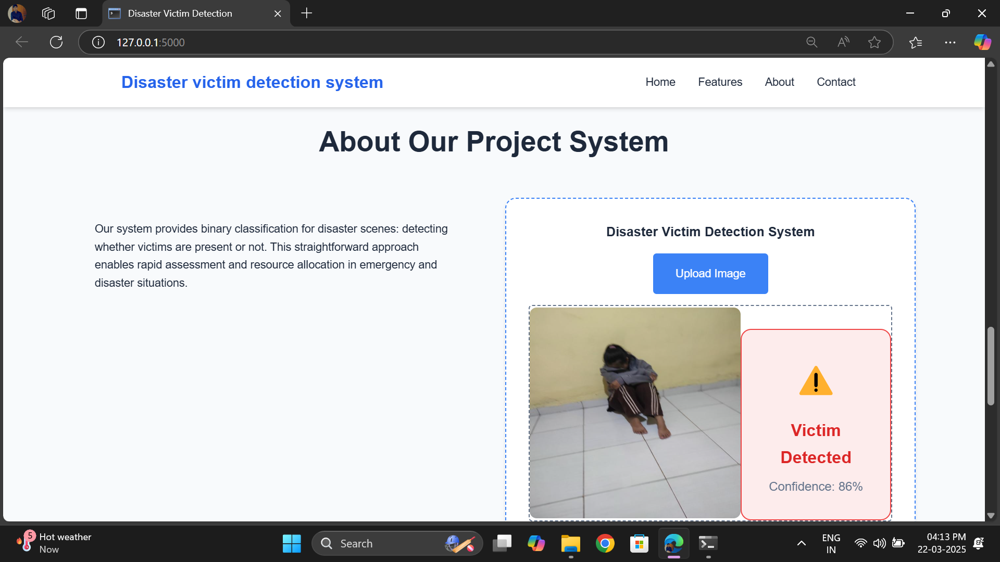 Disaster Victim Detection
127.0.0.1:5000
Disaster victim detection system
Home Features About Contact
About Our Project System
Our system provides binary classification for disaster scenes: detecting
whether victims are present or not. This straightforward approach
enables rapid assessment and resource allocation in emergency and
disaster situations.
Disaster Victim Detection System
Upload Image
Victim
Detected
Confidence: 86%
5
Hot weather
Now
Search
ENG
IN
04:13 PM
22-03-2025